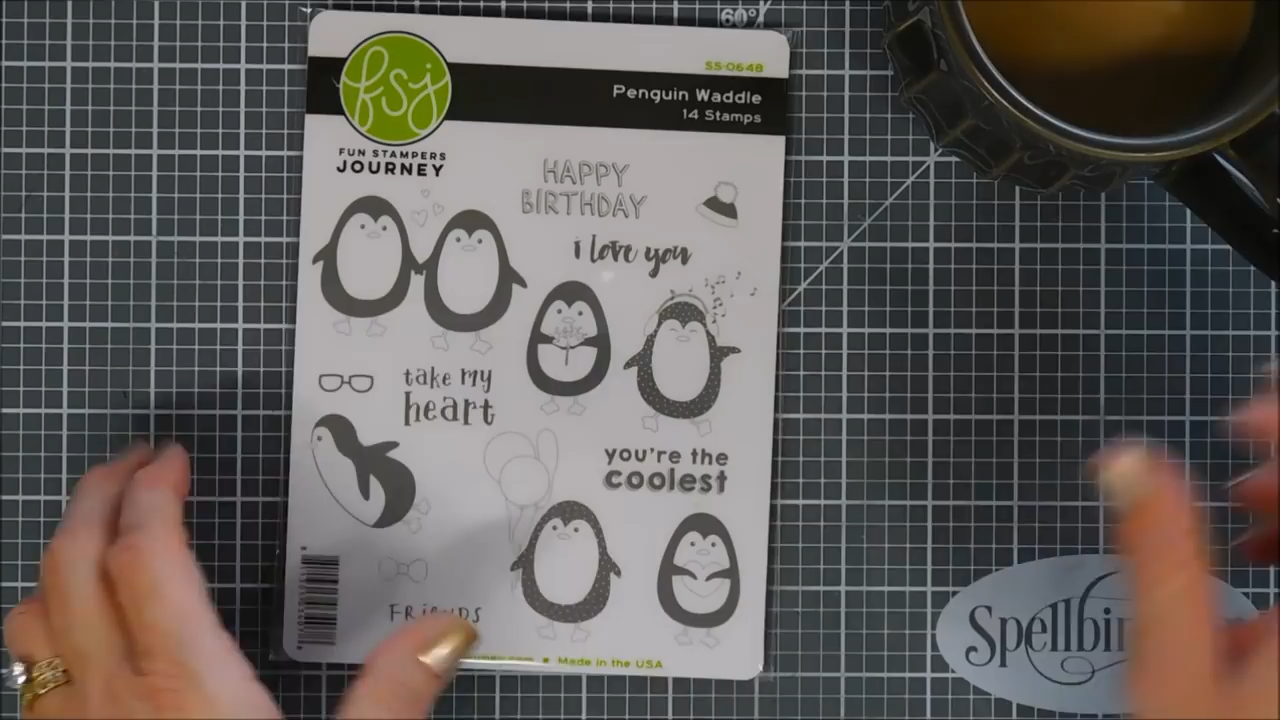 60°
fsj
FUN STAMPERS
JOURNEY
SS-0648
Penguin Waddle
14 Stamps
HAPPY
BIRTHDAY
i love you
take my
heart
you're the
coolest
FRiENDS
Made in the USA